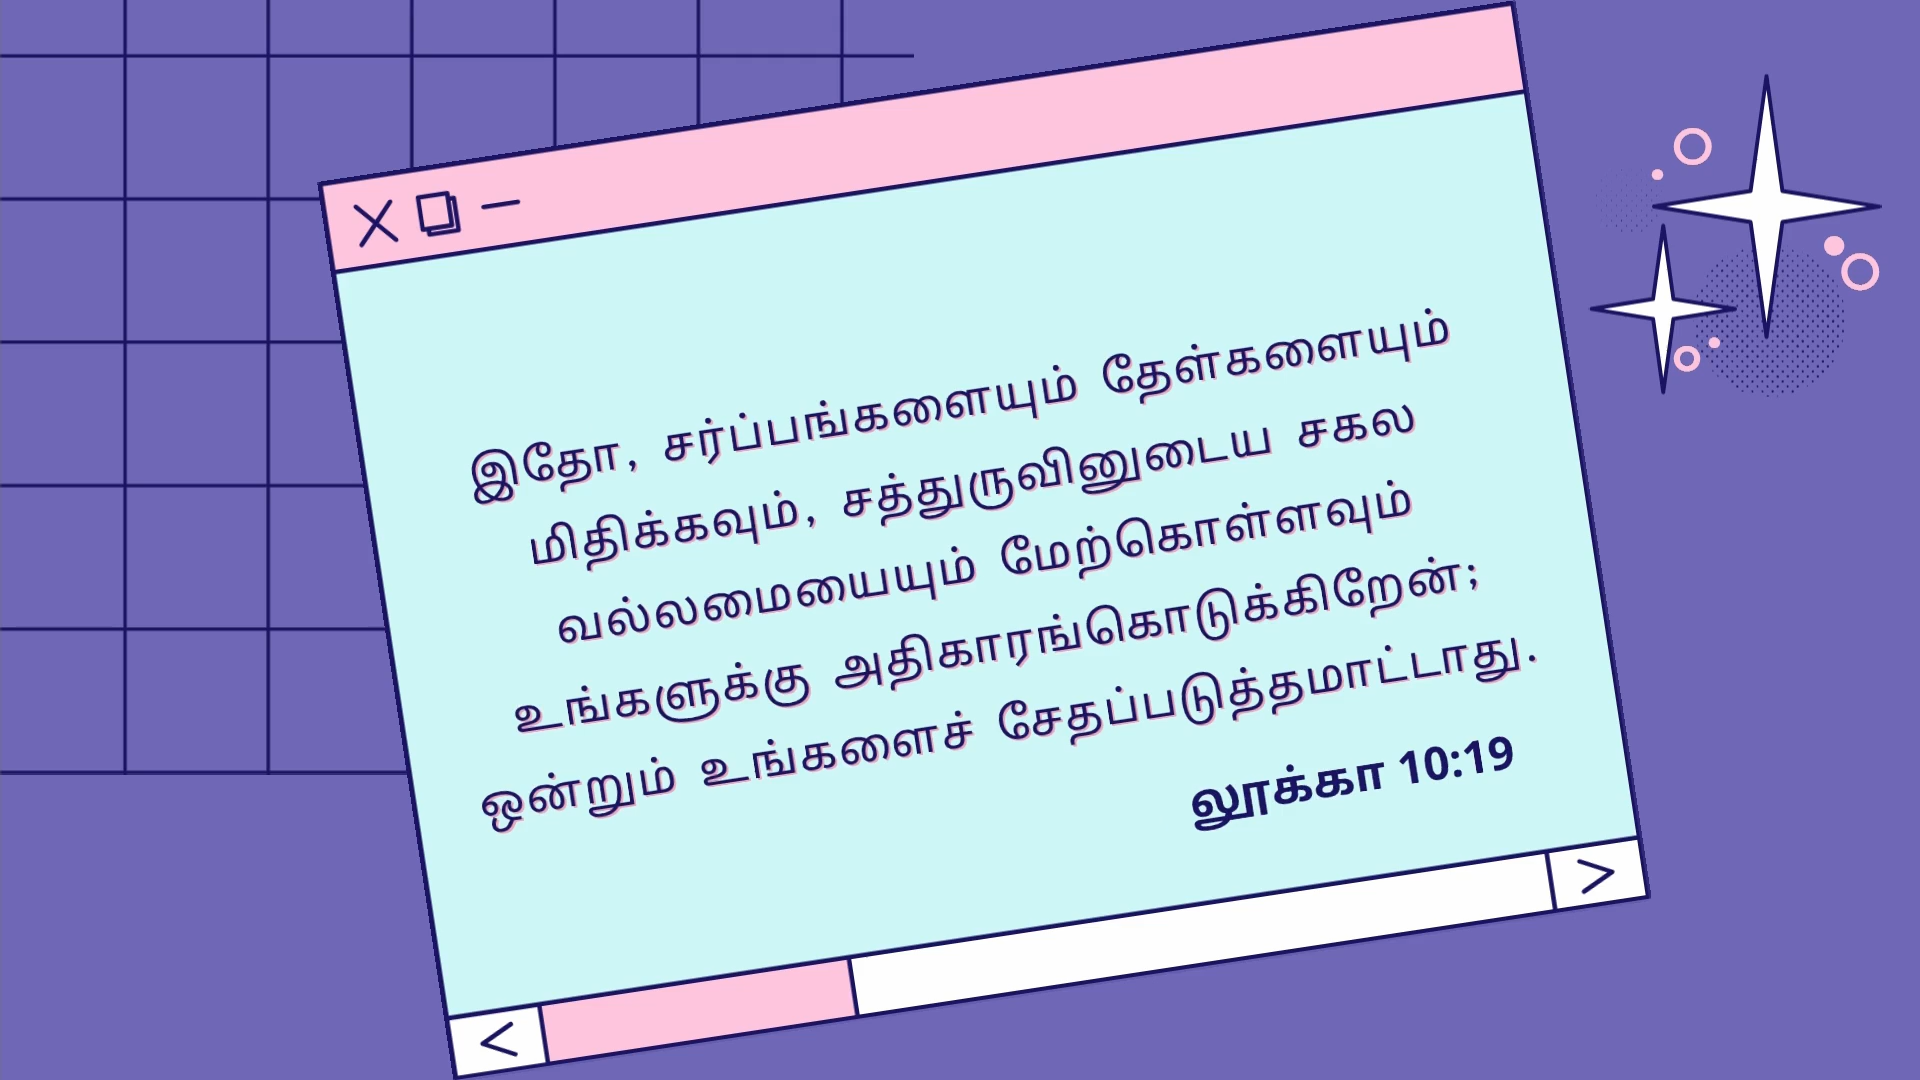 இதோ, சர்ப்பங்களையும் தேள்களையும்
மிதிக்கவும், சத்துருவினுடைய சகல
வல்லமையையும் மேற்கொள்ளவும்
உங்களுக்கு அதிகாரங்கொடுக்கிறேன்;
ஒன்றும் உங்களைச் சேதப்படுத்தமாட்டாது.
லூக்கா 10:19